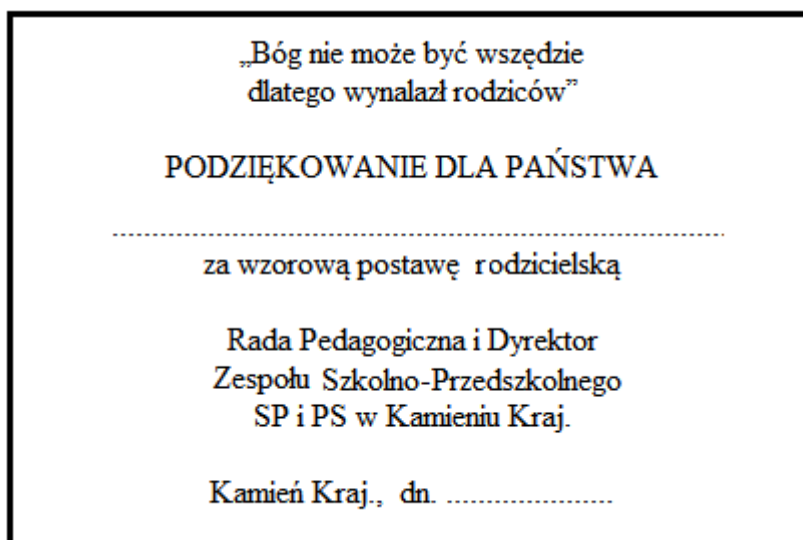 „Bóg nie może być wszędzie
dlatego wynalazł rodziców”
PODZIĘKOWANIE DLA PAŃSTWA
......................................................................................................
za wzorową postawę rodzicielską
Rada Pedagogiczna i Dyrektor
Zespołu Szkolno-Przedszkolnego
SP i PS w Kamieniu Kraj.
Kamień Kraj., dn. ......................